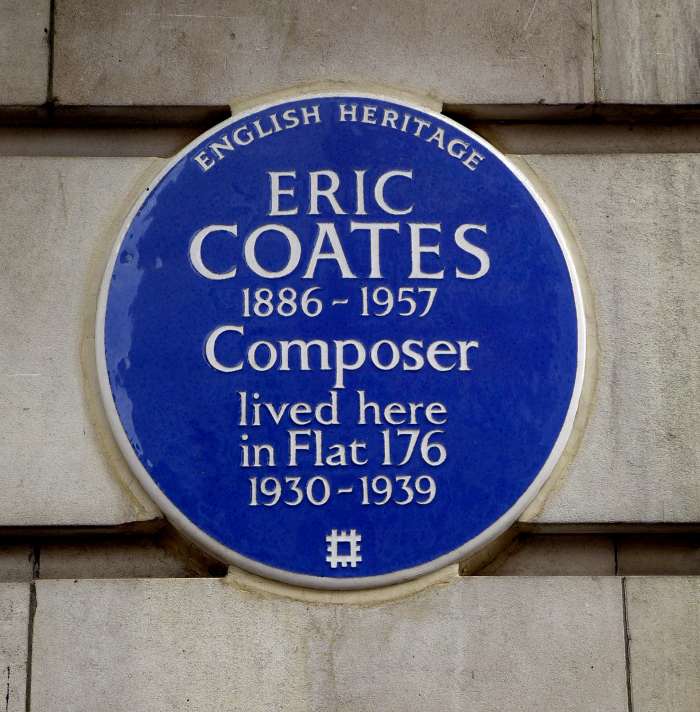 ENGLISH HERITAGE
ERIC
COATES
1886 - 1957
Composer
lived here
in Flat 176
1930 - 1939